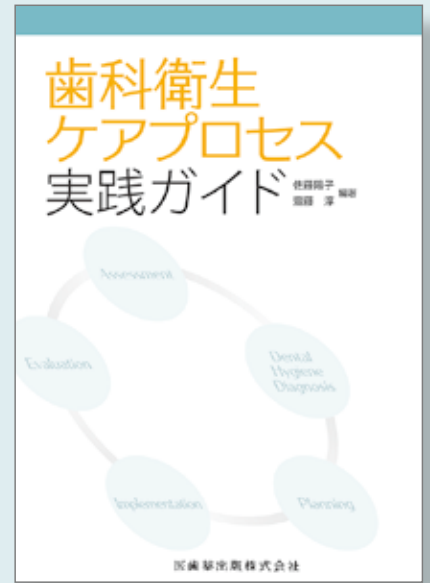 歯科衛生
ケアプロセス
実践ガイド
佐藤陽子
齋藤 淳
編著
Assessment
Evaluation
Dental
Hygiene
Diagnosis
Implementation
Planning
医歯薬出版株式会社